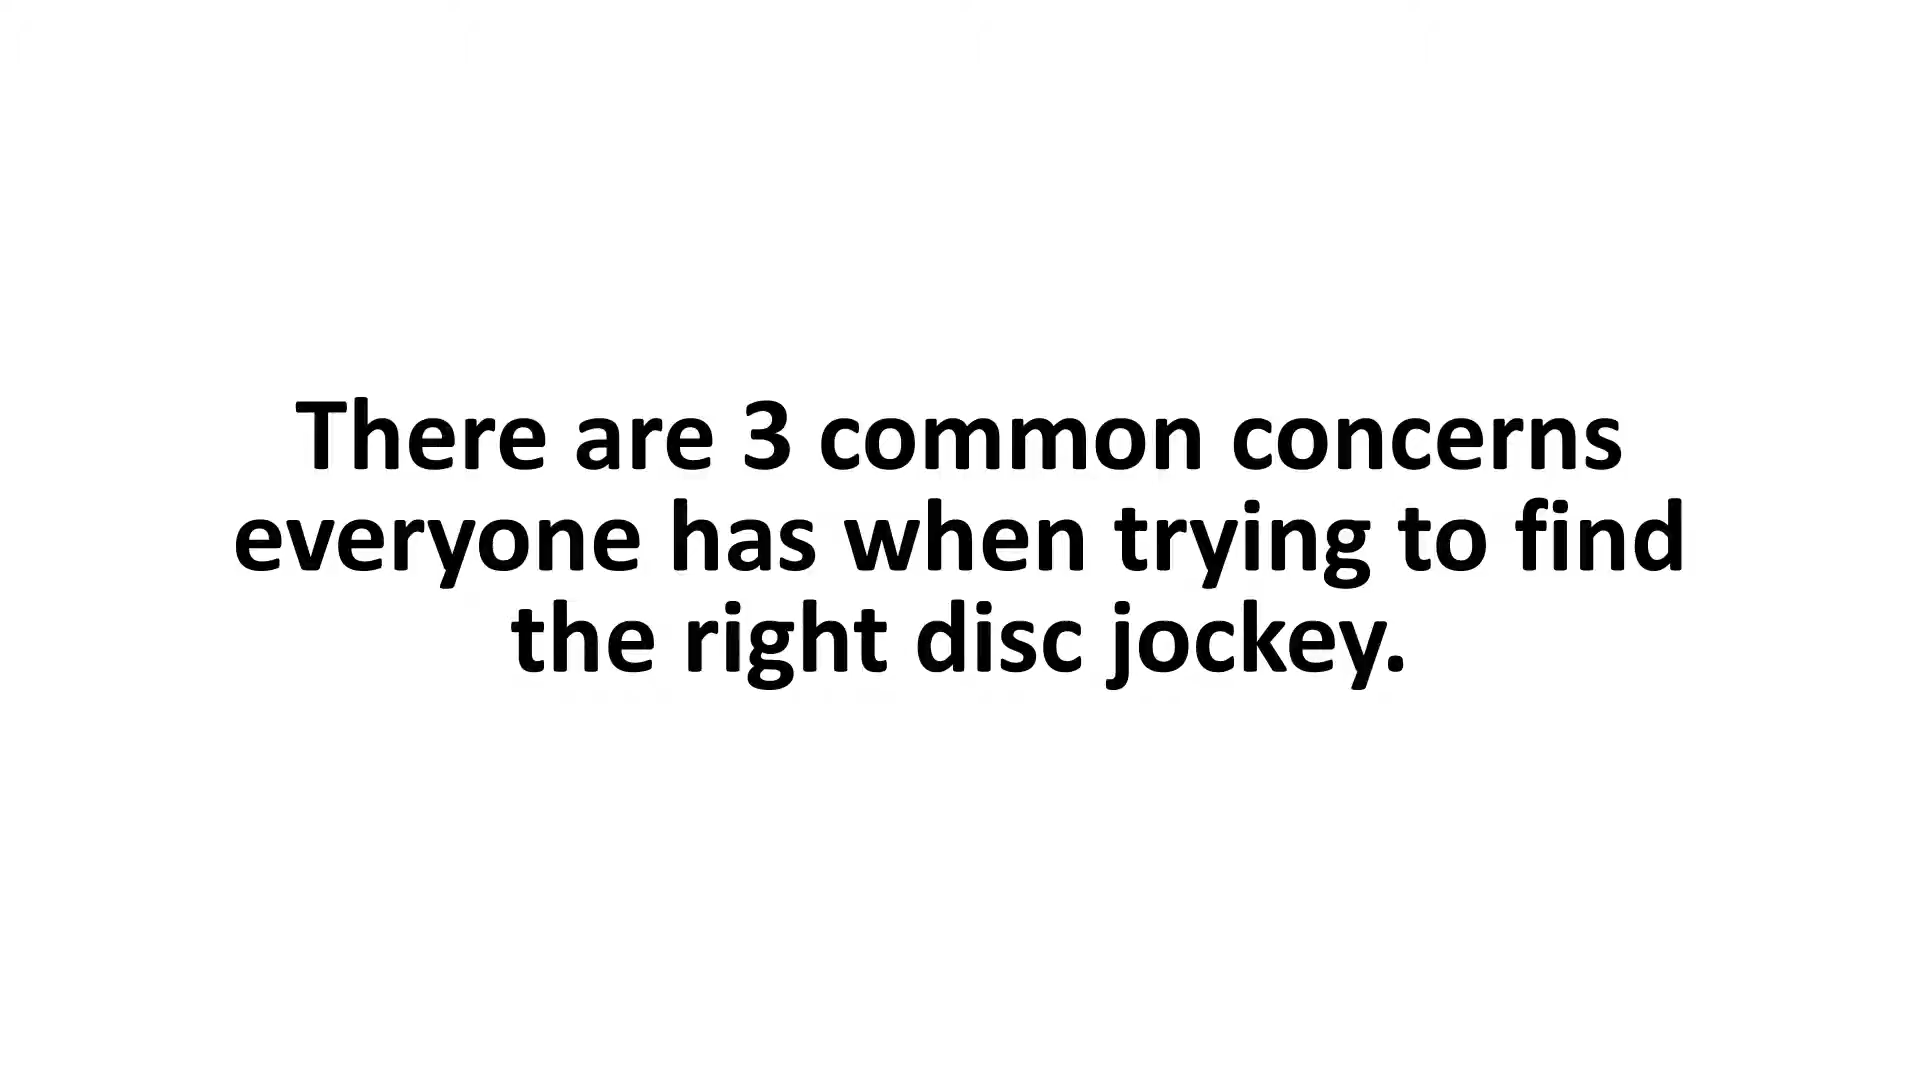 There are 3 common concerns
everyone has when trying to find
the right disc jockey.